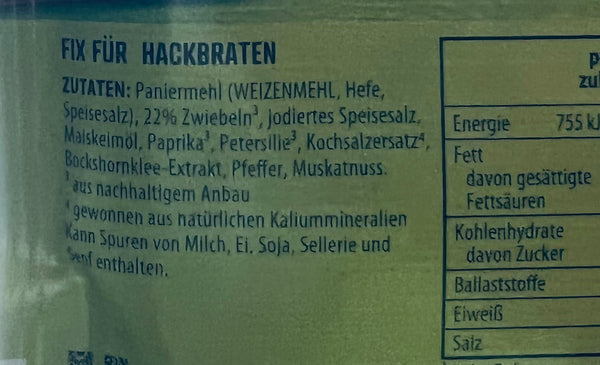 FIX FÜR HACKBRATEN
ZUTATEN: Paniermehl (WEIZENMEHL, Hefe,
Speisesalz), 22% Zwiebeln³, jodiertes Speisesalz,
Maiskeimöl, Paprika³, Petersilie³, Kochsalzersatz⁴,
Bockshornklee-Extrakt, Pfeffer, Muskatnuss.
³ aus nachhaltigem Anbau
⁴ gewonnen aus natürlichen Kaliummineralien
Kann Spuren von Milch, Ei, Soja, Sellerie und
Senf enthalten.
Energie 755 kJ
Fett
davon gesättigte
Fettsäuren
Kohlenhydrate
davon Zucker
Ballaststoffe
Eiweiß
Salz